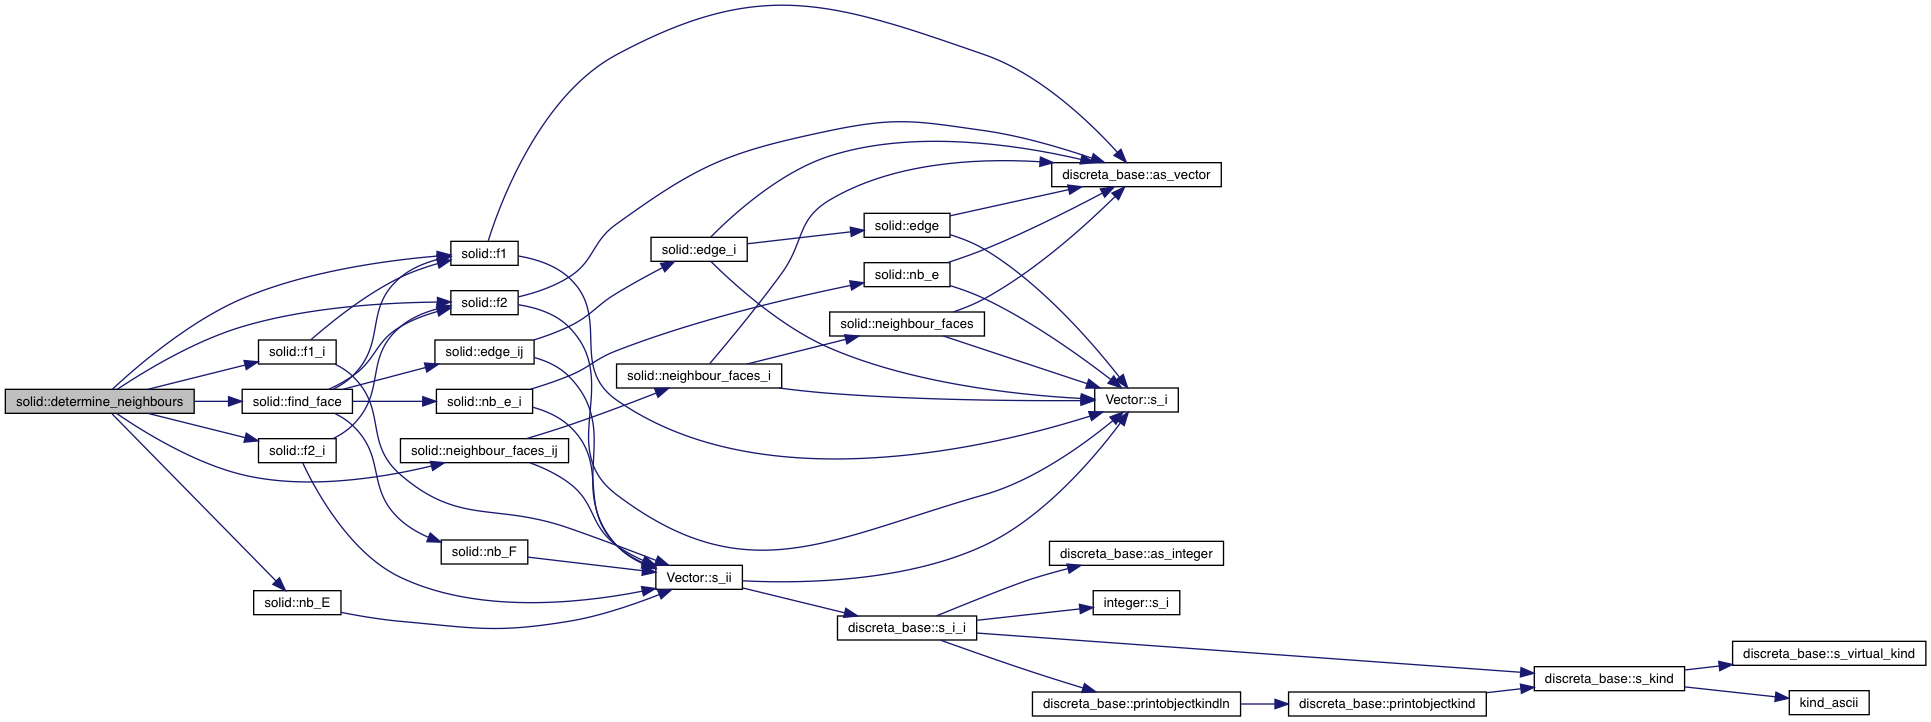 solid::determine_neighbours
solid::f1
solid::f2
solid::f1_i
solid::find_face
solid::f2_i
solid::edge_ij
solid::nb_e_i
solid::neighbour_faces_ij
solid::nb_F
solid::nb_E
solid::edge_i
solid::neighbour_faces_i
Vector::s_ii
solid::edge
solid::nb_e
solid::neighbour_faces
discreta_base::as_vector
Vector::s_i
discreta_base::s_i_i
discreta_base::as_integer
integer::s_i
discreta_base::printobjectkindln
discreta_base::printobjectkind
discreta_base::s_kind
discreta_base::s_virtual_kind
kind_ascii